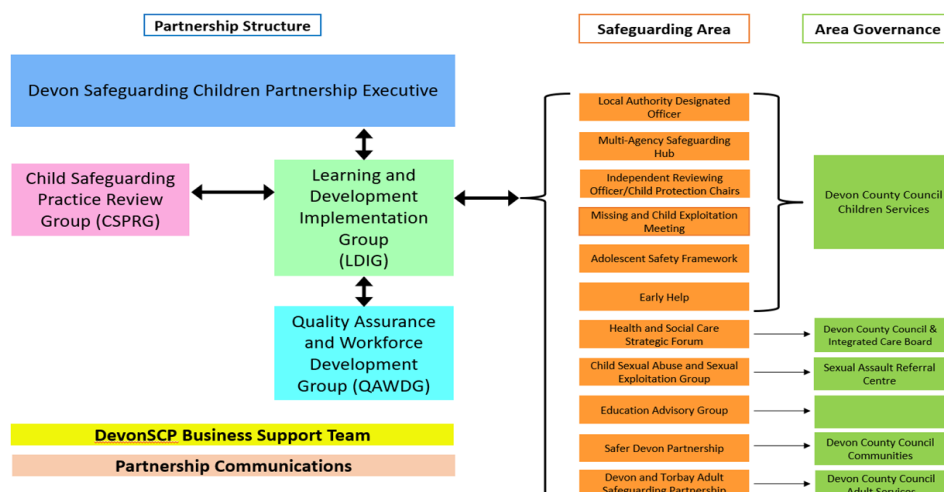 Partnership Structure
Safeguarding Area
Area Governance
Devon Safeguarding Children Partnership Executive
Child Safeguarding
Practice Review
Group (CSPRG)
Learning and
Development
Implementation
Group
(LDIG)
Quality Assurance
and Workforce
Development
Group (QAWDG)
DevonSCP Business Support Team
Partnership Communications
Local Authority Designated
Officer
Multi-Agency Safeguarding
Hub
Independent Reviewing
Officer/Child Protection Chairs
Missing and Child Exploitation
Meeting
Adolescent Safety Framework
Early Help
Devon County Council
Children Services
Health and Social Care
Strategic Forum
Devon County Council &
Integrated Care Board
Child Sexual Abuse and Sexual
Exploitation Group
Sexual Assault Referral
Centre
Education Advisory Group
Safer Devon Partnership
Devon County Council
Communities
Devon and Torbay Adult
Safeguarding Partnership
Devon County Council
Adult Services